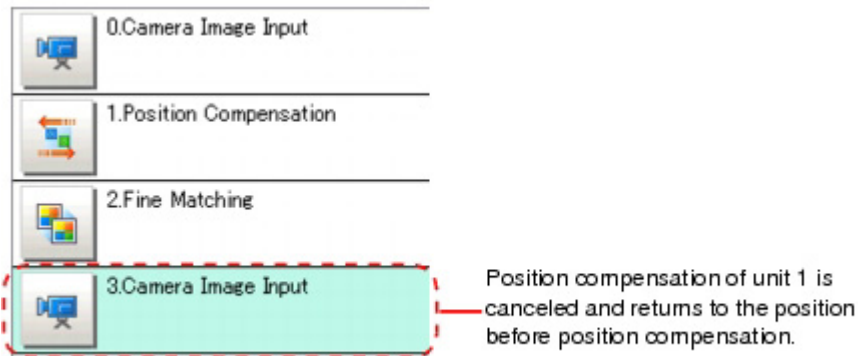 0.Camera Image Input
1.Position Compensation
2.Fine Matching
3.Camera Image Input
Position compensation of unit 1 is
canceled and returns to the position
before position compensation.